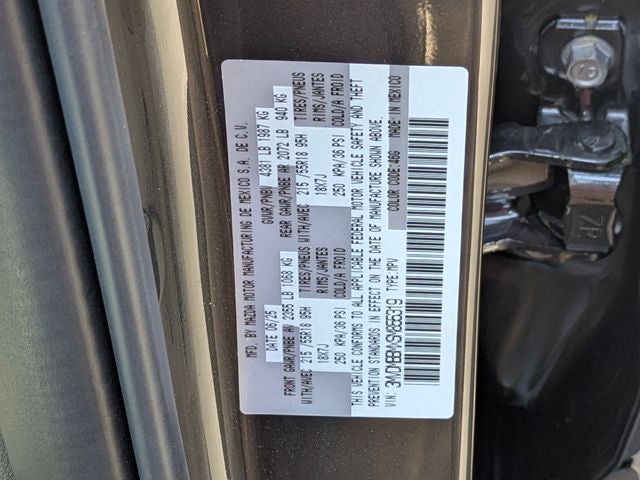 MFD. BY MAZDA MOTOR MANUFACTURING DE MEXICO S.A. DE C.V.
DATE 06/25 GVWR/PNBV 4381 LB 1987 KG
FRONT GAWR/PNBE AV 2355 LB 1068 KG REAR GAWR/PNBE AR 2072 LB 940 KG
WITH/AVEC 215/55R18 95H TIRES/PNEUS WITH/AVEC 215/55R18 95H TIRES/PNEUS
18X7J RIMS/JANTES 18X7J RIMS/JANTES
250 KPA/36 PSI COLD/A FROID 250 KPA/36 PSI COLD/A FROID
THIS VEHICLE CONFORMS TO ALL APPLICABLE FEDERAL MOTOR VEHICLE SAFETY AND THEFT
PREVENTION STANDARDS IN EFFECT ON THE DATE OF MANUFACTURE SHOWN ABOVE.
VIN: TYPE:MPV COLOR CODE:46G MADE IN MEXICO
ZP